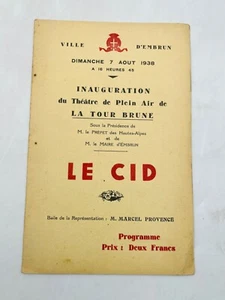 VILLE D'EMBRUN
DIMANCHE 7 AOUT 1938
A 16 HEURES 45
INAUGURATION
du Théâtre de Plein Air de
LA TOUR BRUNE
Sous la Présidence de
M. le PRÉFET des Hautes-Alpes
et de
M. le MAIRE d'EMBRUN
LE CID
de la Représentation : M. MARCEL PROVENCE
Programme
Prix : Deux Francs